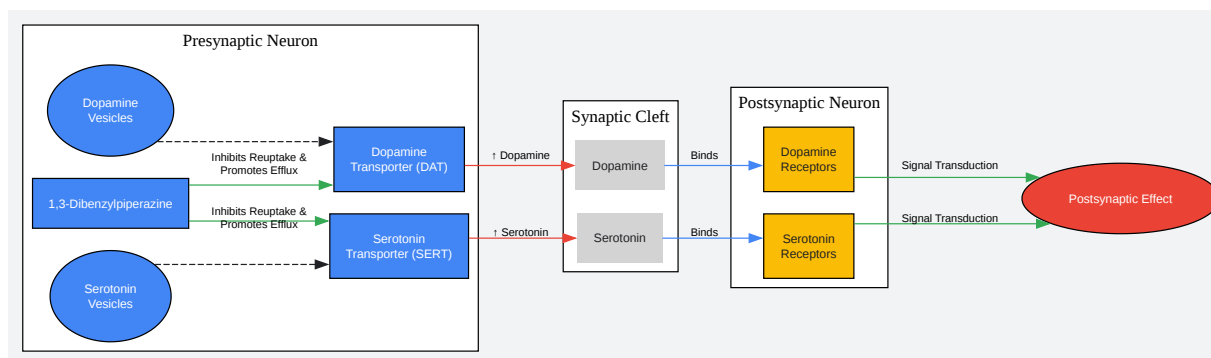 Presynaptic Neuron
Dopamine
Vesicles
Inhibits Reuptake &
Promotes Efflux
1,3-Dibenzylpiperazine
Inhibits Reuptake &
Promotes Efflux
Serotonin
Vesicles
Dopamine
Transporter (DAT)
Serotonin
Transporter (SERT)
↑ Dopamine
↑ Serotonin
Synaptic Cleft
Dopamine
Serotonin
Binds
Binds
Postsynaptic Neuron
Dopamine
Receptors
Serotonin
Receptors
Signal Transduction
Signal Transduction
Postsynaptic Effect